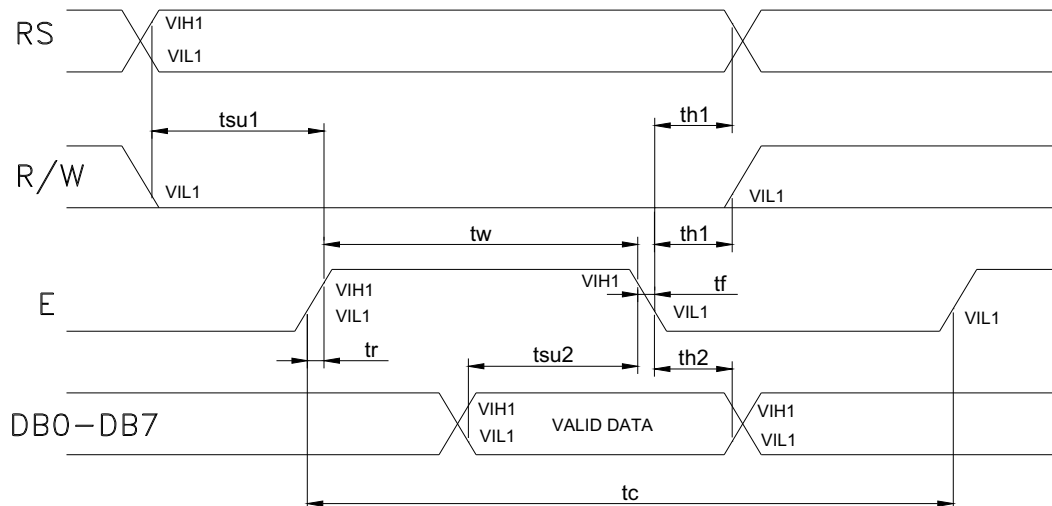 RS
VIH1
VIL1
tsu1
th1
R/W
VIL1
VIL1
tw
th1
E
VIH1
VIL1
VIH1
tf
VIL1
VIL1
tr
tsu2
th2
DB0-DB7
VIH1
VIL1
VALID DATA
VIH1
VIL1
tc